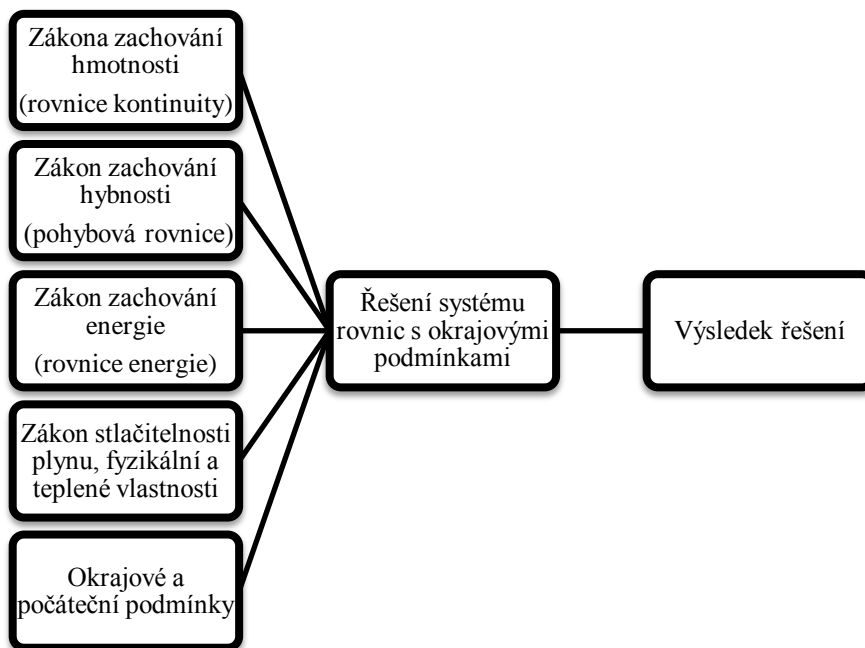 Zákona zachování
hmotnosti
(rovnice kontinuity)
Zákon zachování
hybnosti
(pohybová rovnice)
Zákon zachování
energie
(rovnice energie)
Zákon stlačitelnosti
plynu, fyzikální a
teplené vlastnosti
Okrajové a
počáteční podmínky
Řešení systému
rovnic s okrajovými
podmínkami
Výsledek řešení